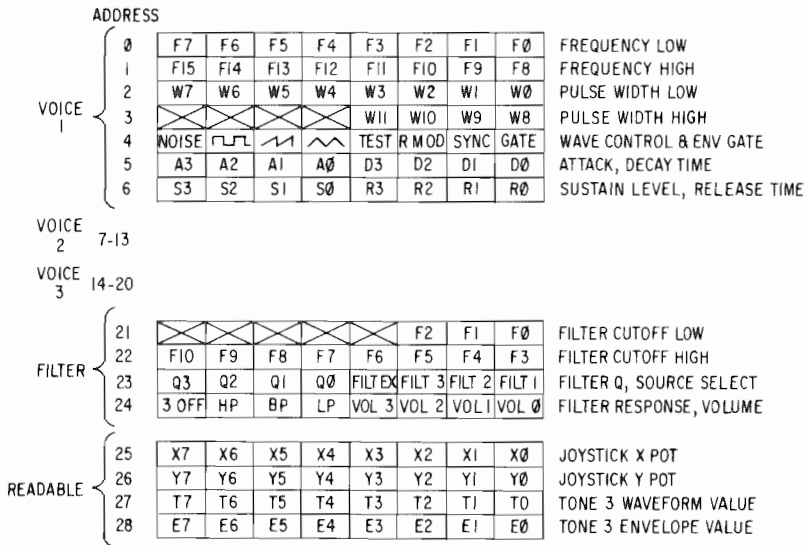 ADDRESS
Ø F7 F6 F5 F4 F3 F2 F1 FØ FREQUENCY LOW
1 F15 F14 F13 F12 F11 F10 F9 F8 FREQUENCY HIGH
2 W7 W6 W5 W4 W3 W2 W1 WØ PULSE WIDTH LOW
VOICE 1
3 W11 W10 W9 W8 PULSE WIDTH HIGH
4 NOISE TEST R MOD SYNC GATE WAVE CONTROL & ENV GATE
5 A3 A2 A1 AØ D3 D2 D1 DØ ATTACK, DECAY TIME
6 S3 S2 S1 SØ R3 R2 R1 RØ SUSTAIN LEVEL, RELEASE TIME
VOICE 2 7-13
VOICE 3 14-20
21 F2 F1 FØ FILTER CUTOFF LOW
22 F10 F9 F8 F7 F6 F5 F4 F3 FILTER CUTOFF HIGH
FILTER
23 Q3 Q2 Q1 QØ FILTEX FILT 3 FILT 2 FILT 1 FILTER Q, SOURCE SELECT
24 3 OFF HP BP LP VOL 3 VOL 2 VOL 1 VOL Ø FILTER RESPONSE, VOLUME
25 X7 X6 X5 X4 X3 X2 X1 XØ JOYSTICK X POT
26 Y7 Y6 Y5 Y4 Y3 Y2 Y1 YØ JOYSTICK Y POT
READABLE
27 T7 T6 T5 T4 T3 T2 T1 T0 TONE 3 WAVEFORM VALUE
28 E7 E6 E5 E4 E3 E2 E1 EØ TONE 3 ENVELOPE VALUE